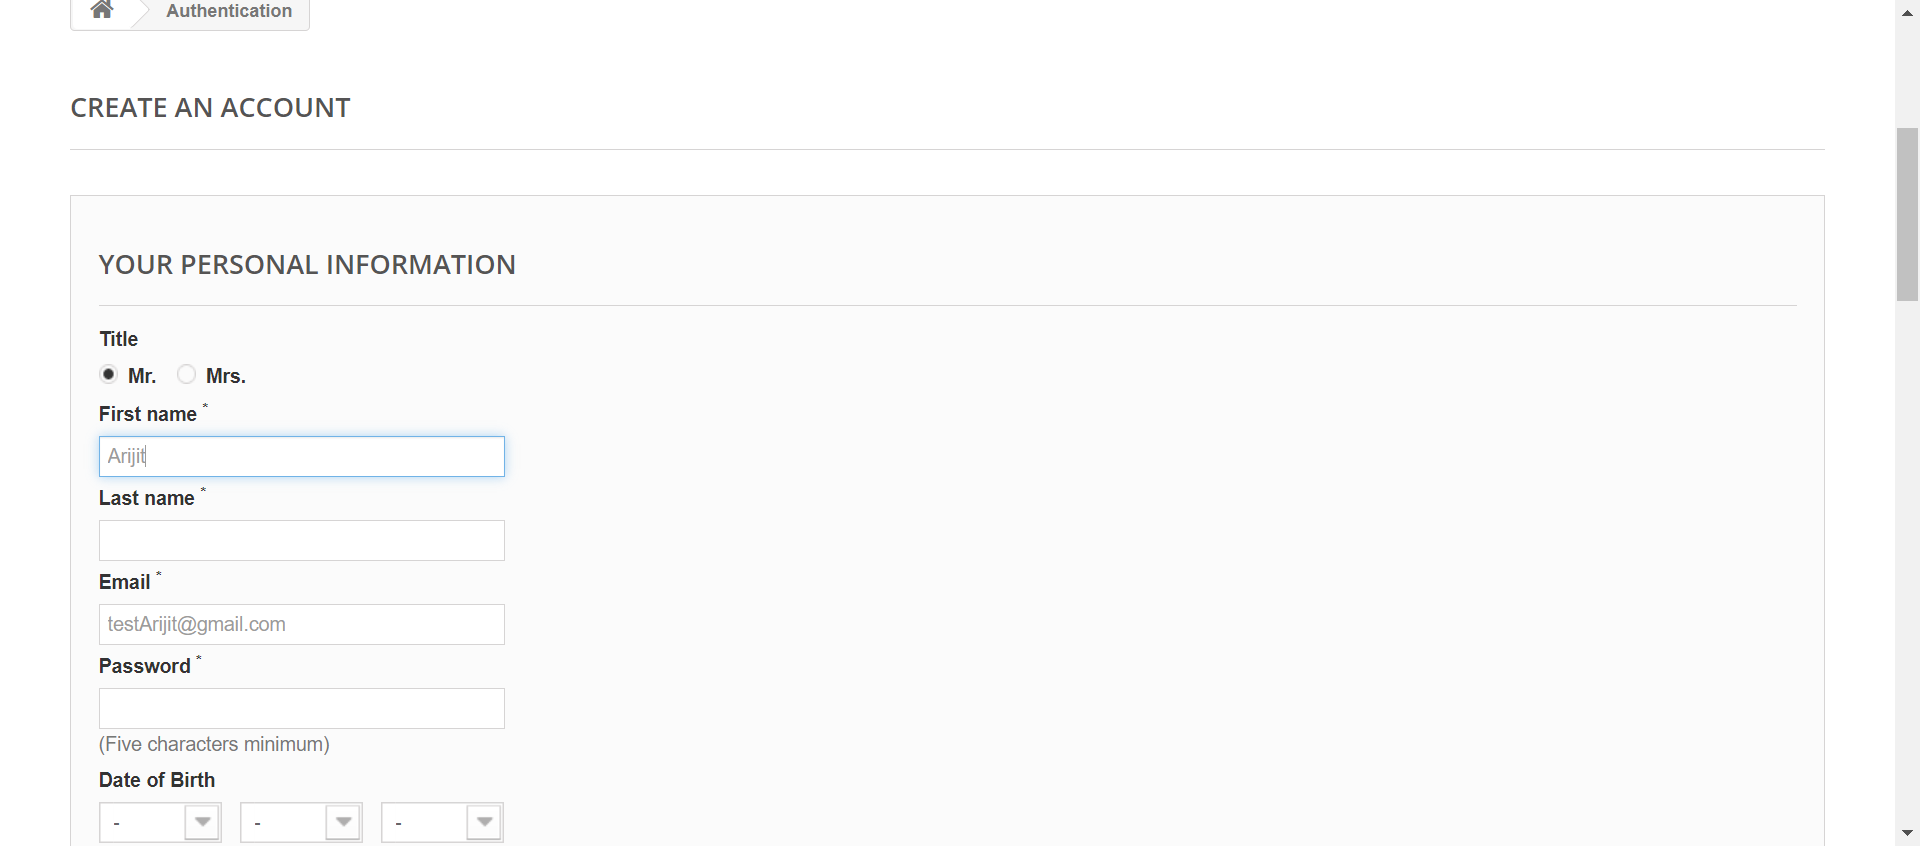 Authentication
CREATE AN ACCOUNT
YOUR PERSONAL INFORMATION
Title
Mr. Mrs.
First name *
Arijit
Last name *
Email *
testArijit@gmail.com
Password *
(Five characters minimum)
Date of Birth
- - -